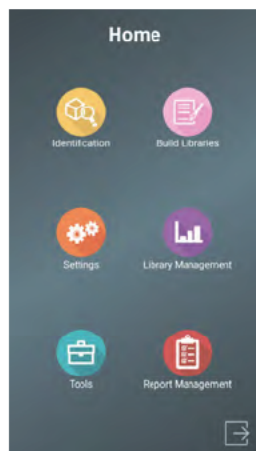 Home
Identification
Build Libraries
Settings
Library Management
Tools
Report Management